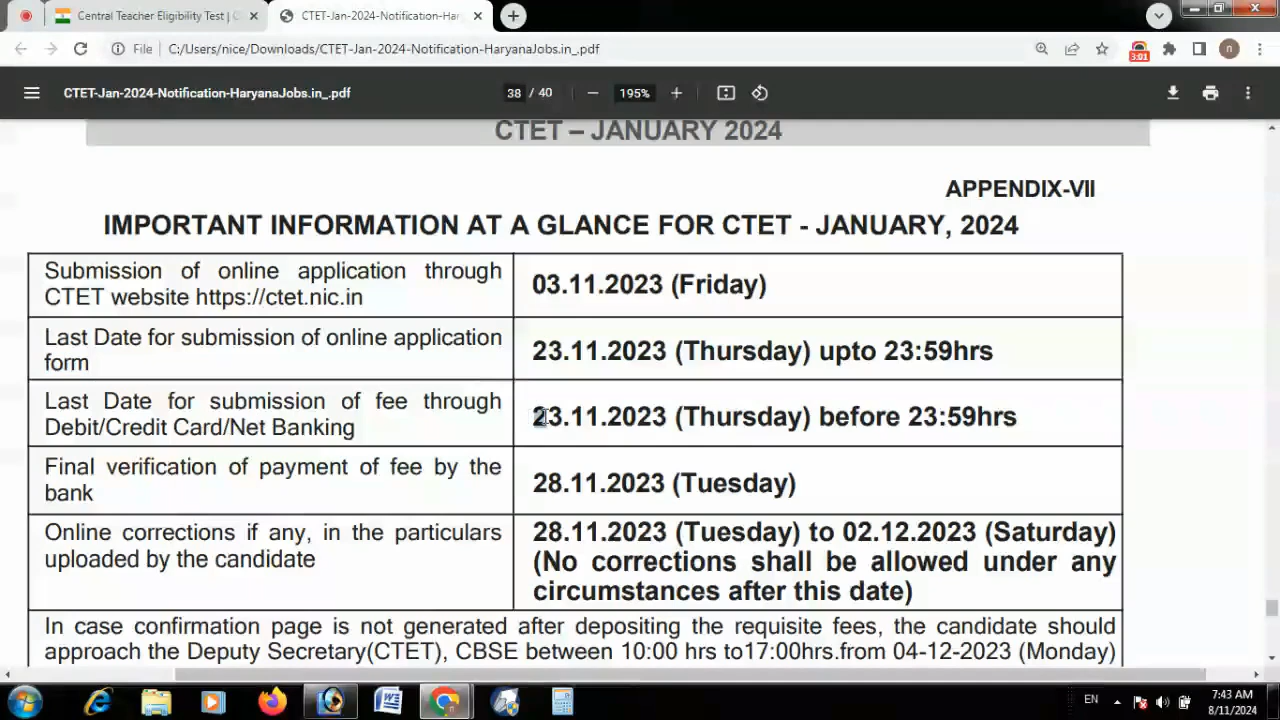 Central Teacher Eligibility Test |
CTET-Jan-2024-Notification-Har
File
C:/Users/nice/Downloads/CTET-Jan-2024-Notification-HaryanaJobs.in_.pdf
3:01
n
CTET-Jan-2024-Notification-HaryanaJobs.in_.pdf
38 / 40
195%
CTET – JANUARY 2024
APPENDIX-VII
IMPORTANT INFORMATION AT A GLANCE FOR CTET - JANUARY, 2024
Submission of online application through
CTET website https://ctet.nic.in
03.11.2023 (Friday)
Last Date for submission of online application
form
23.11.2023 (Thursday) upto 23:59hrs
Last Date for submission of fee through
Debit/Credit Card/Net Banking
23.11.2023 (Thursday) before 23:59hrs
Final verification of payment of fee by the
bank
28.11.2023 (Tuesday)
Online corrections if any, in the particulars
uploaded by the candidate
28.11.2023 (Tuesday) to 02.12.2023 (Saturday)
(No corrections shall be allowed under any
circumstances after this date)
In case confirmation page is not generated after depositing the requisite fees, the candidate should
approach the Deputy Secretary(CTET), CBSE between 10:00 hrs to17:00hrs.from 04-12-2023 (Monday)
EN
7:43 AM
8/11/2024